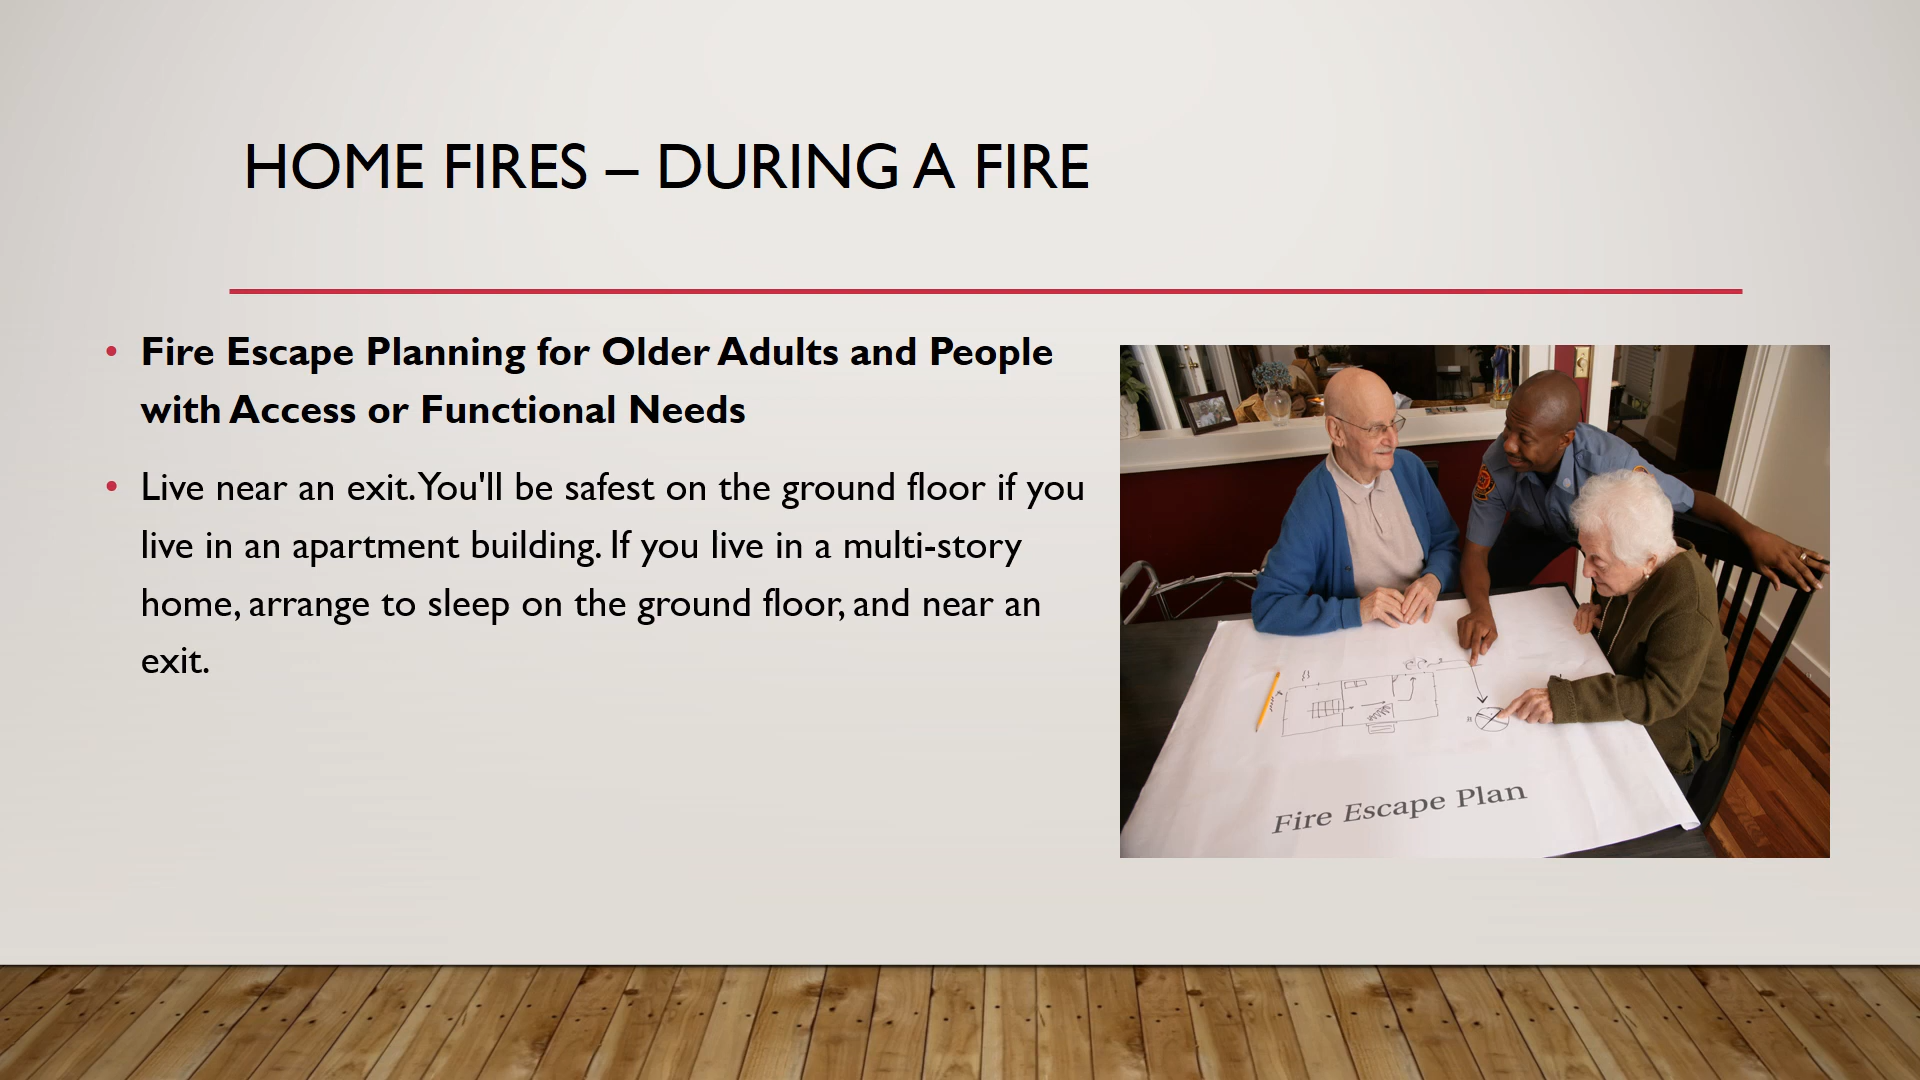 HOME FIRES – DURING A FIRE
• Fire Escape Planning for Older Adults and People
with Access or Functional Needs
• Live near an exit. You'll be safest on the ground floor if you
live in an apartment building. If you live in a multi-story
home, arrange to sleep on the ground floor, and near an
exit.
Fire Escape Plan